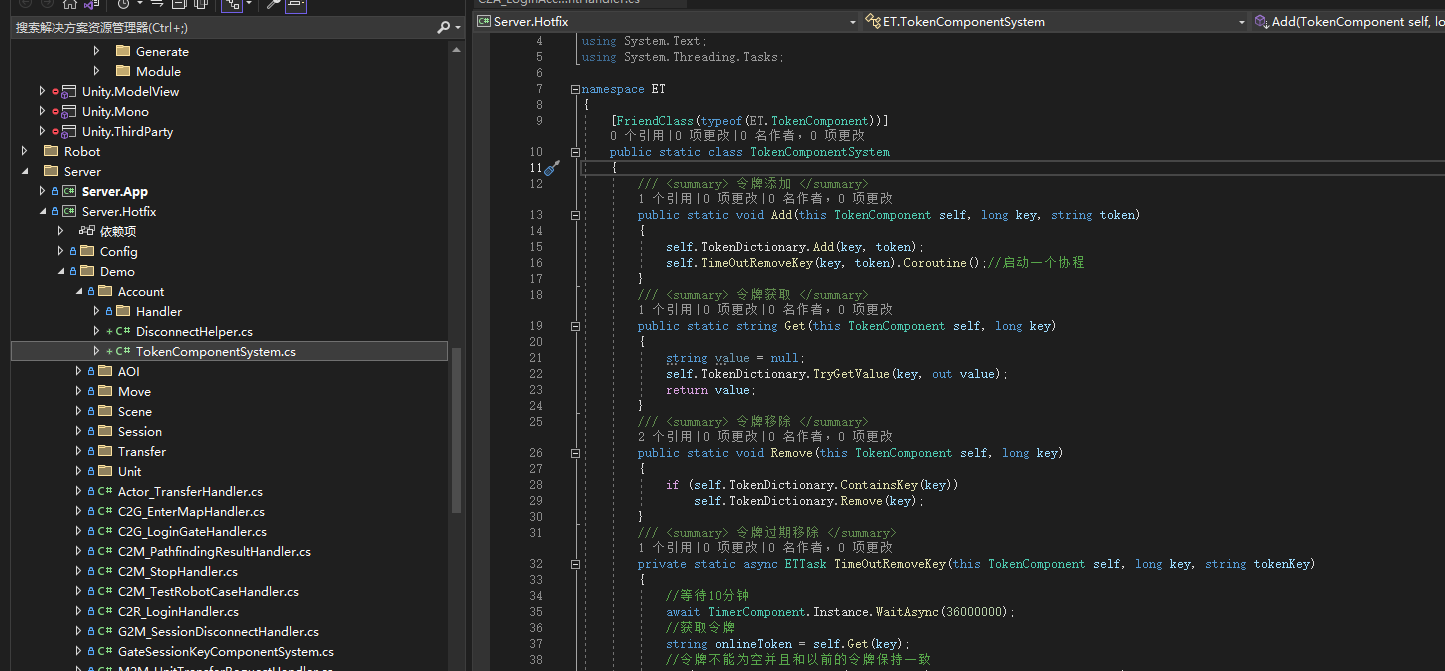 C2A_LoginAcc...ntHandler.cs
搜索解决方案资源管理器(Ctrl+;)
Generate
Module
Unity.ModelView
Unity.Mono
Unity.ThirdParty
Robot
Server
Server.App
Server.Hotfix
依赖项
Config
Demo
Account
Handler
DisconnectHelper.cs
TokenComponentSystem.cs
AOI
Move
Scene
Session
Transfer
Unit
Actor_TransferHandler.cs
C2G_EnterMapHandler.cs
C2G_LoginGateHandler.cs
C2M_PathfindingResultHandler.cs
C2M_StopHandler.cs
C2M_TestRobotCaseHandler.cs
C2R_LoginHandler.cs
G2M_SessionDisconnectHandler.cs
GateSessionKeyComponentSystem.cs
M2M_UnitTransferRequestHandler.cs
Server.Hotfix
ET.TokenComponentSystem
Add(TokenComponent self, lo
4 using System.Text;
5 using System.Threading.Tasks;
6
7 namespace ET
8 {
9 [FriendClass(typeof(ET.TokenComponent))]
0 个引用|0 项更改|0 名作者，0 项更改
10 public static class TokenComponentSystem
11 {
12 /// <summary> 令牌添加 </summary>
1 个引用|0 项更改|0 名作者，0 项更改
13 public static void Add(this TokenComponent self, long key, string token)
14 {
15 self.TokenDictionary.Add(key, token);
16 self.TimeOutRemoveKey(key, token).Coroutine();//启动一个协程
17 }
18 /// <summary> 令牌获取 </summary>
1 个引用|0 项更改|0 名作者，0 项更改
19 public static string Get(this TokenComponent self, long key)
20 {
21 string value = null;
22 self.TokenDictionary.TryGetValue(key, out value);
23 return value;
24 }
25 /// <summary> 令牌移除 </summary>
2 个引用|0 项更改|0 名作者，0 项更改
26 public static void Remove(this TokenComponent self, long key)
27 {
28 if (self.TokenDictionary.ContainsKey(key))
29 self.TokenDictionary.Remove(key);
30 }
31 /// <summary> 令牌过期移除 </summary>
1 个引用|0 项更改|0 名作者，0 项更改
32 private static async ETTask TimeOutRemoveKey(this TokenComponent self, long key, string tokenKey)
33 {
34 //等待10分钟
35 await TimerComponent.Instance.WaitAsync(36000000);
36 //获取令牌
37 string onlineToken = self.Get(key);
38 //令牌不能为空并且和以前的令牌保持一致